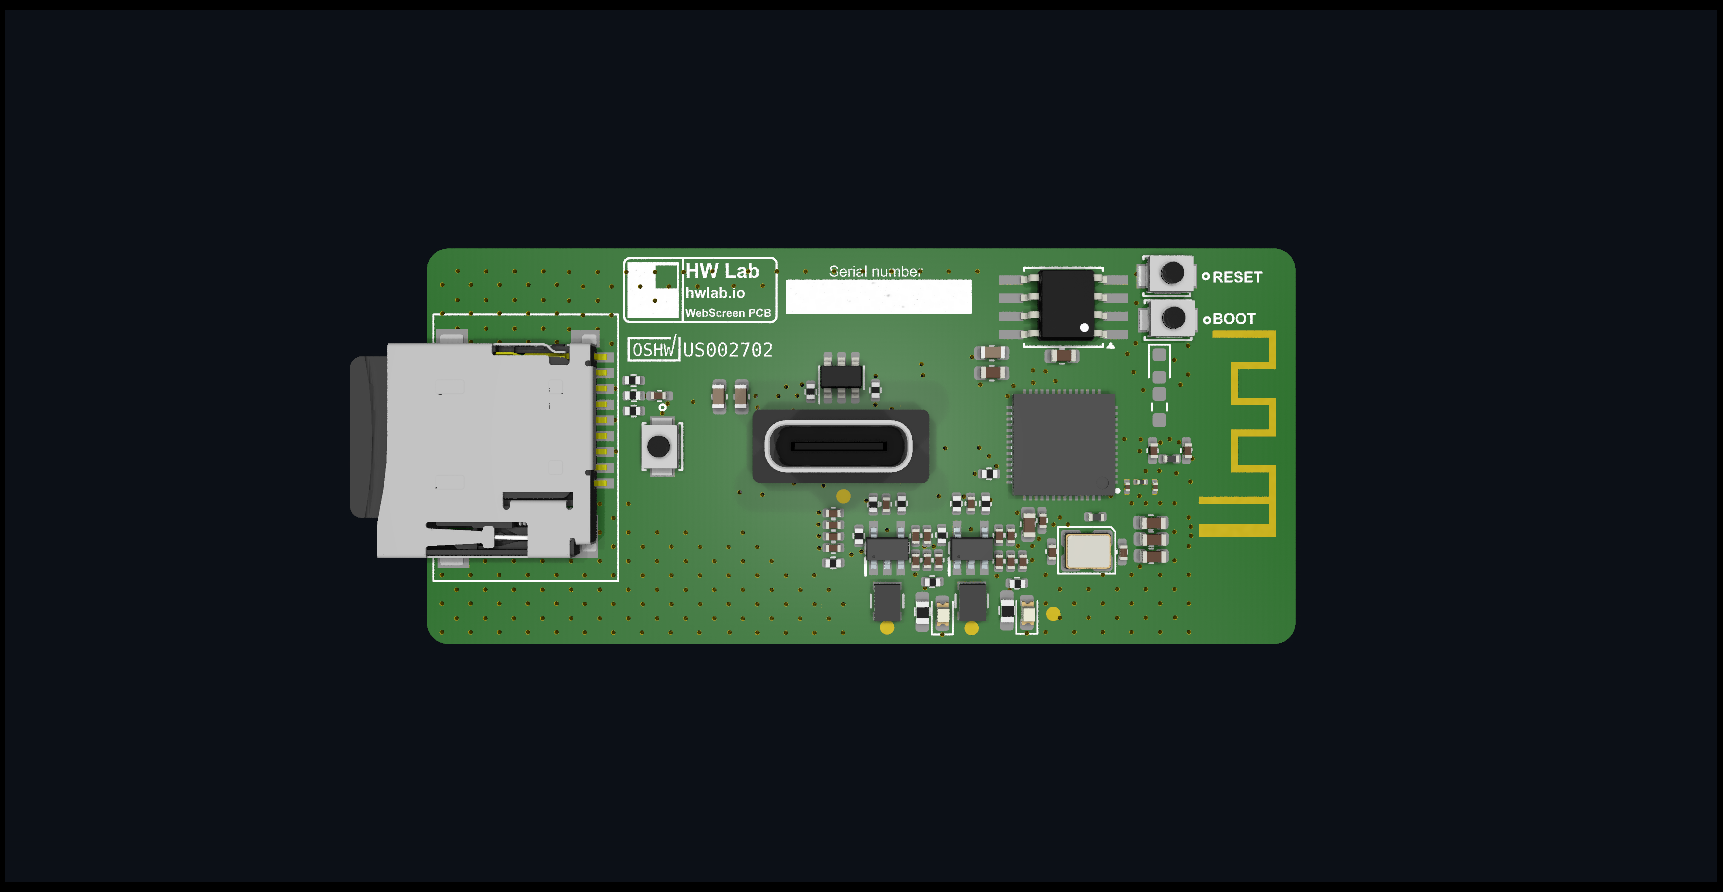 HW Lab
hwlab.io
WebScreen PCB
Serial number
OSHW US002702
RESET
BOOT